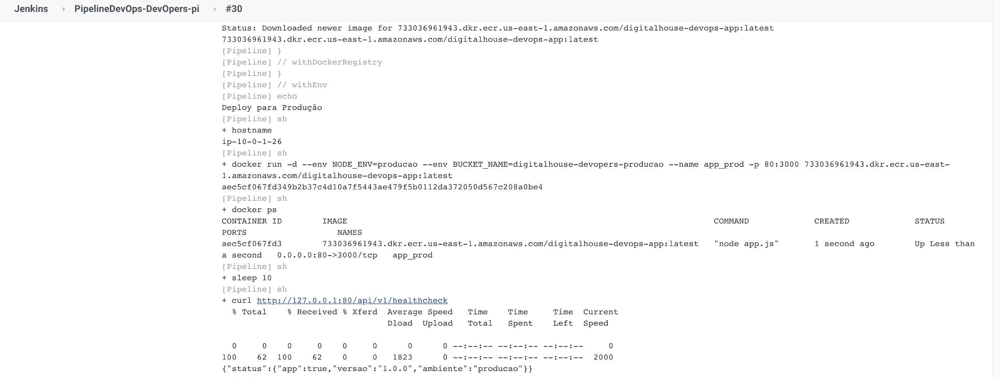 Jenkins PipelineDevOps-DevOpers-pi #30
Status: Downloaded newer image for 733036961943.dkr.ecr.us-east-1.amazonaws.com/digitalhouse-devops-app:latest
733036961943.dkr.ecr.us-east-1.amazonaws.com/digitalhouse-devops-app:latest
[Pipeline] }
[Pipeline] // withDockerRegistry
[Pipeline] }
[Pipeline] // withEnv
[Pipeline] echo
Deploy para Produção
[Pipeline] sh
+ hostname
ip-10-0-1-26
[Pipeline] sh
+ docker run -d --env NODE_ENV=producao --env BUCKET_NAME=digitalhouse-devopers-producao --name app_prod -p 80:3000 733036961943.dkr.ecr.us-east-
1.amazonaws.com/digitalhouse-devops-app:latest
aec5cf067fd349b2b37c4d10a7f5443ae479f5b0112da372050d567c208a0be4
[Pipeline] sh
+ docker ps
CONTAINER ID IMAGE COMMAND CREATED STATUS
PORTS NAMES
aec5cf067fd3 733036961943.dkr.ecr.us-east-1.amazonaws.com/digitalhouse-devops-app:latest "node app.js" 1 second ago Up Less than
a second 0.0.0.0:80->3000/tcp app_prod
[Pipeline] sh
+ sleep 10
[Pipeline] sh
+ curl http://127.0.0.1:80/api/v1/healthcheck
% Total % Received % Xferd Average Speed Time Time Time Current
Dload Upload Total Spent Left Speed
0 0 0 0 0 0 0 0 --:--:-- --:--:-- --:--:-- 0
100 62 100 62 0 0 1823 0 --:--:-- --:--:-- --:--:-- 2000
{"status":{"app":true,"versao":"1.0.0","ambiente":"producao"}}